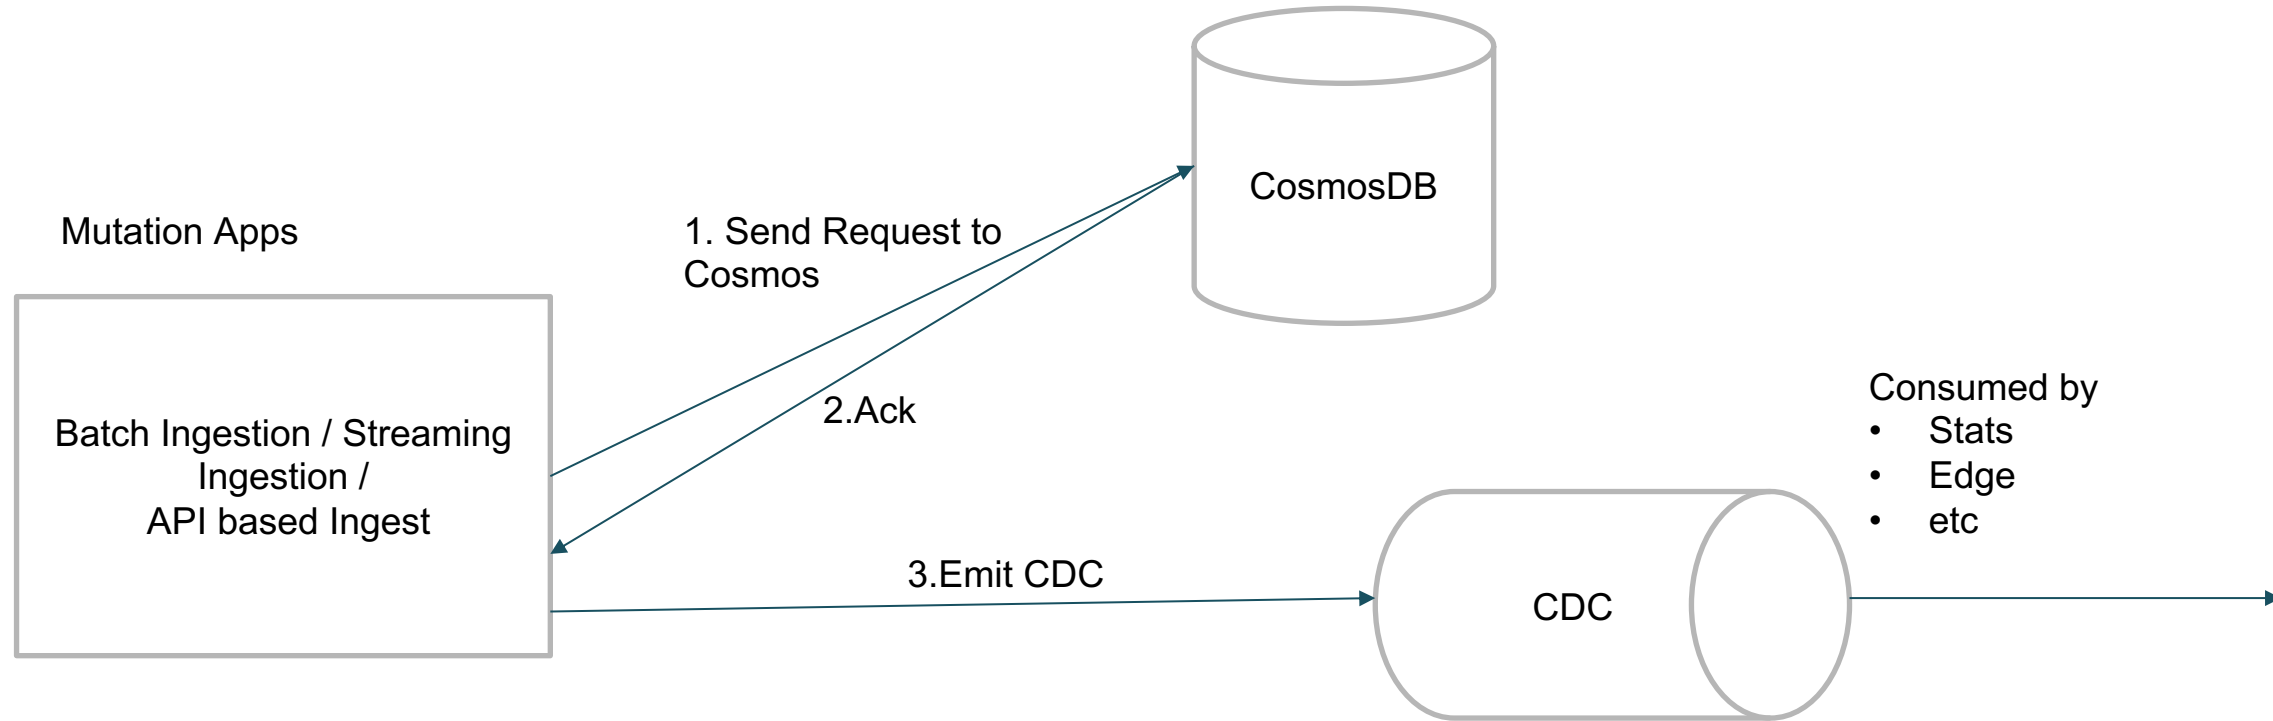 Mutation Apps
Batch Ingestion / Streaming
Ingestion /
API based Ingest
1. Send Request to
Cosmos
2.Ack
CosmosDB
3.Emit CDC
CDC
Consumed by
• Stats
• Edge
• etc